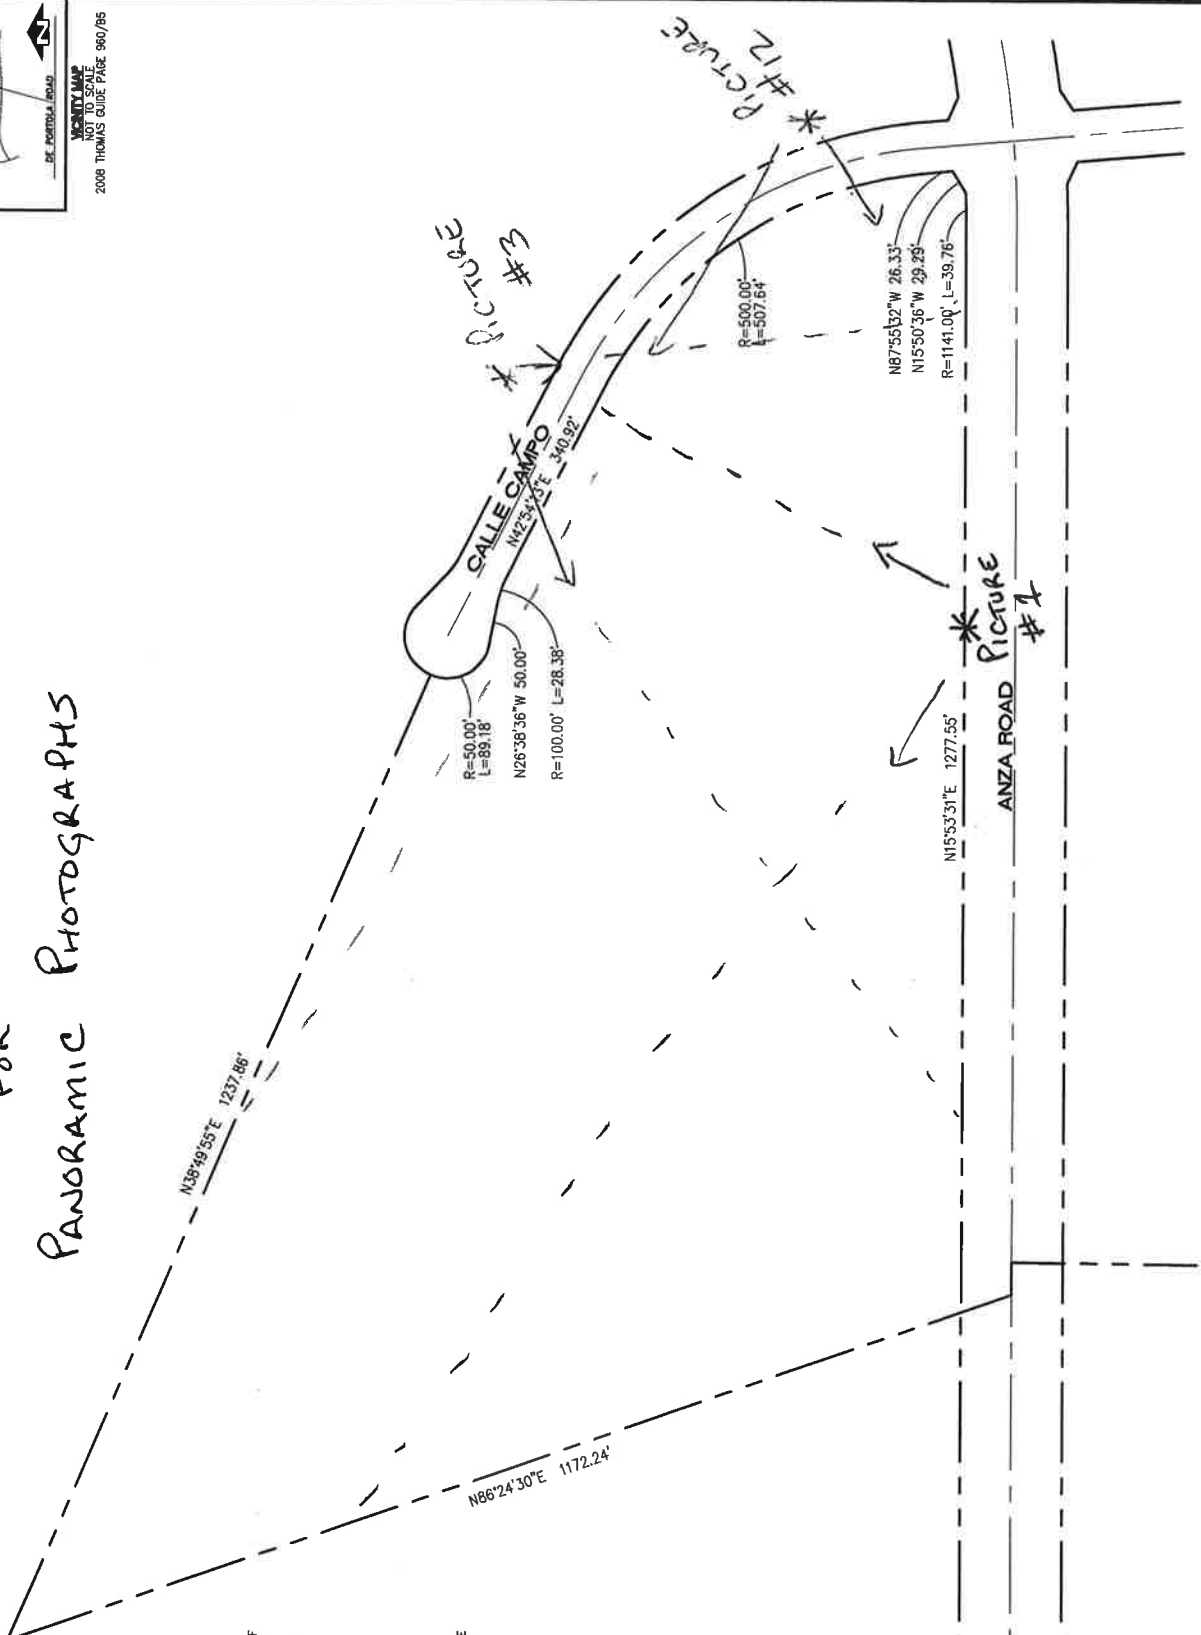 N
DE PORTOLA ROAD
VICINITY MAP
NOT TO SCALE
2008 THOMAS GUIDE PAGE 960/B5
FOR
PANORAMIC PHOTOGRAPHS
PICTURE
#12
PICTURE
#3
CALLE CAMPO
N42°54'13"E 340.92'
R=500.00'
L=507.64'
N87°55'32"W 26.33'
N15°50'36"W 29.29'
R=1141.00' L=39.76'
R=50.00'
L=89.18'
N26°38'36"W 50.00'
R=100.00' L=28.38'
PICTURE
#1
N15°53'31"E 1277.55'
ANZA ROAD
N38°49'55"E 1237.86'
N86°24'30"E 1172.24'